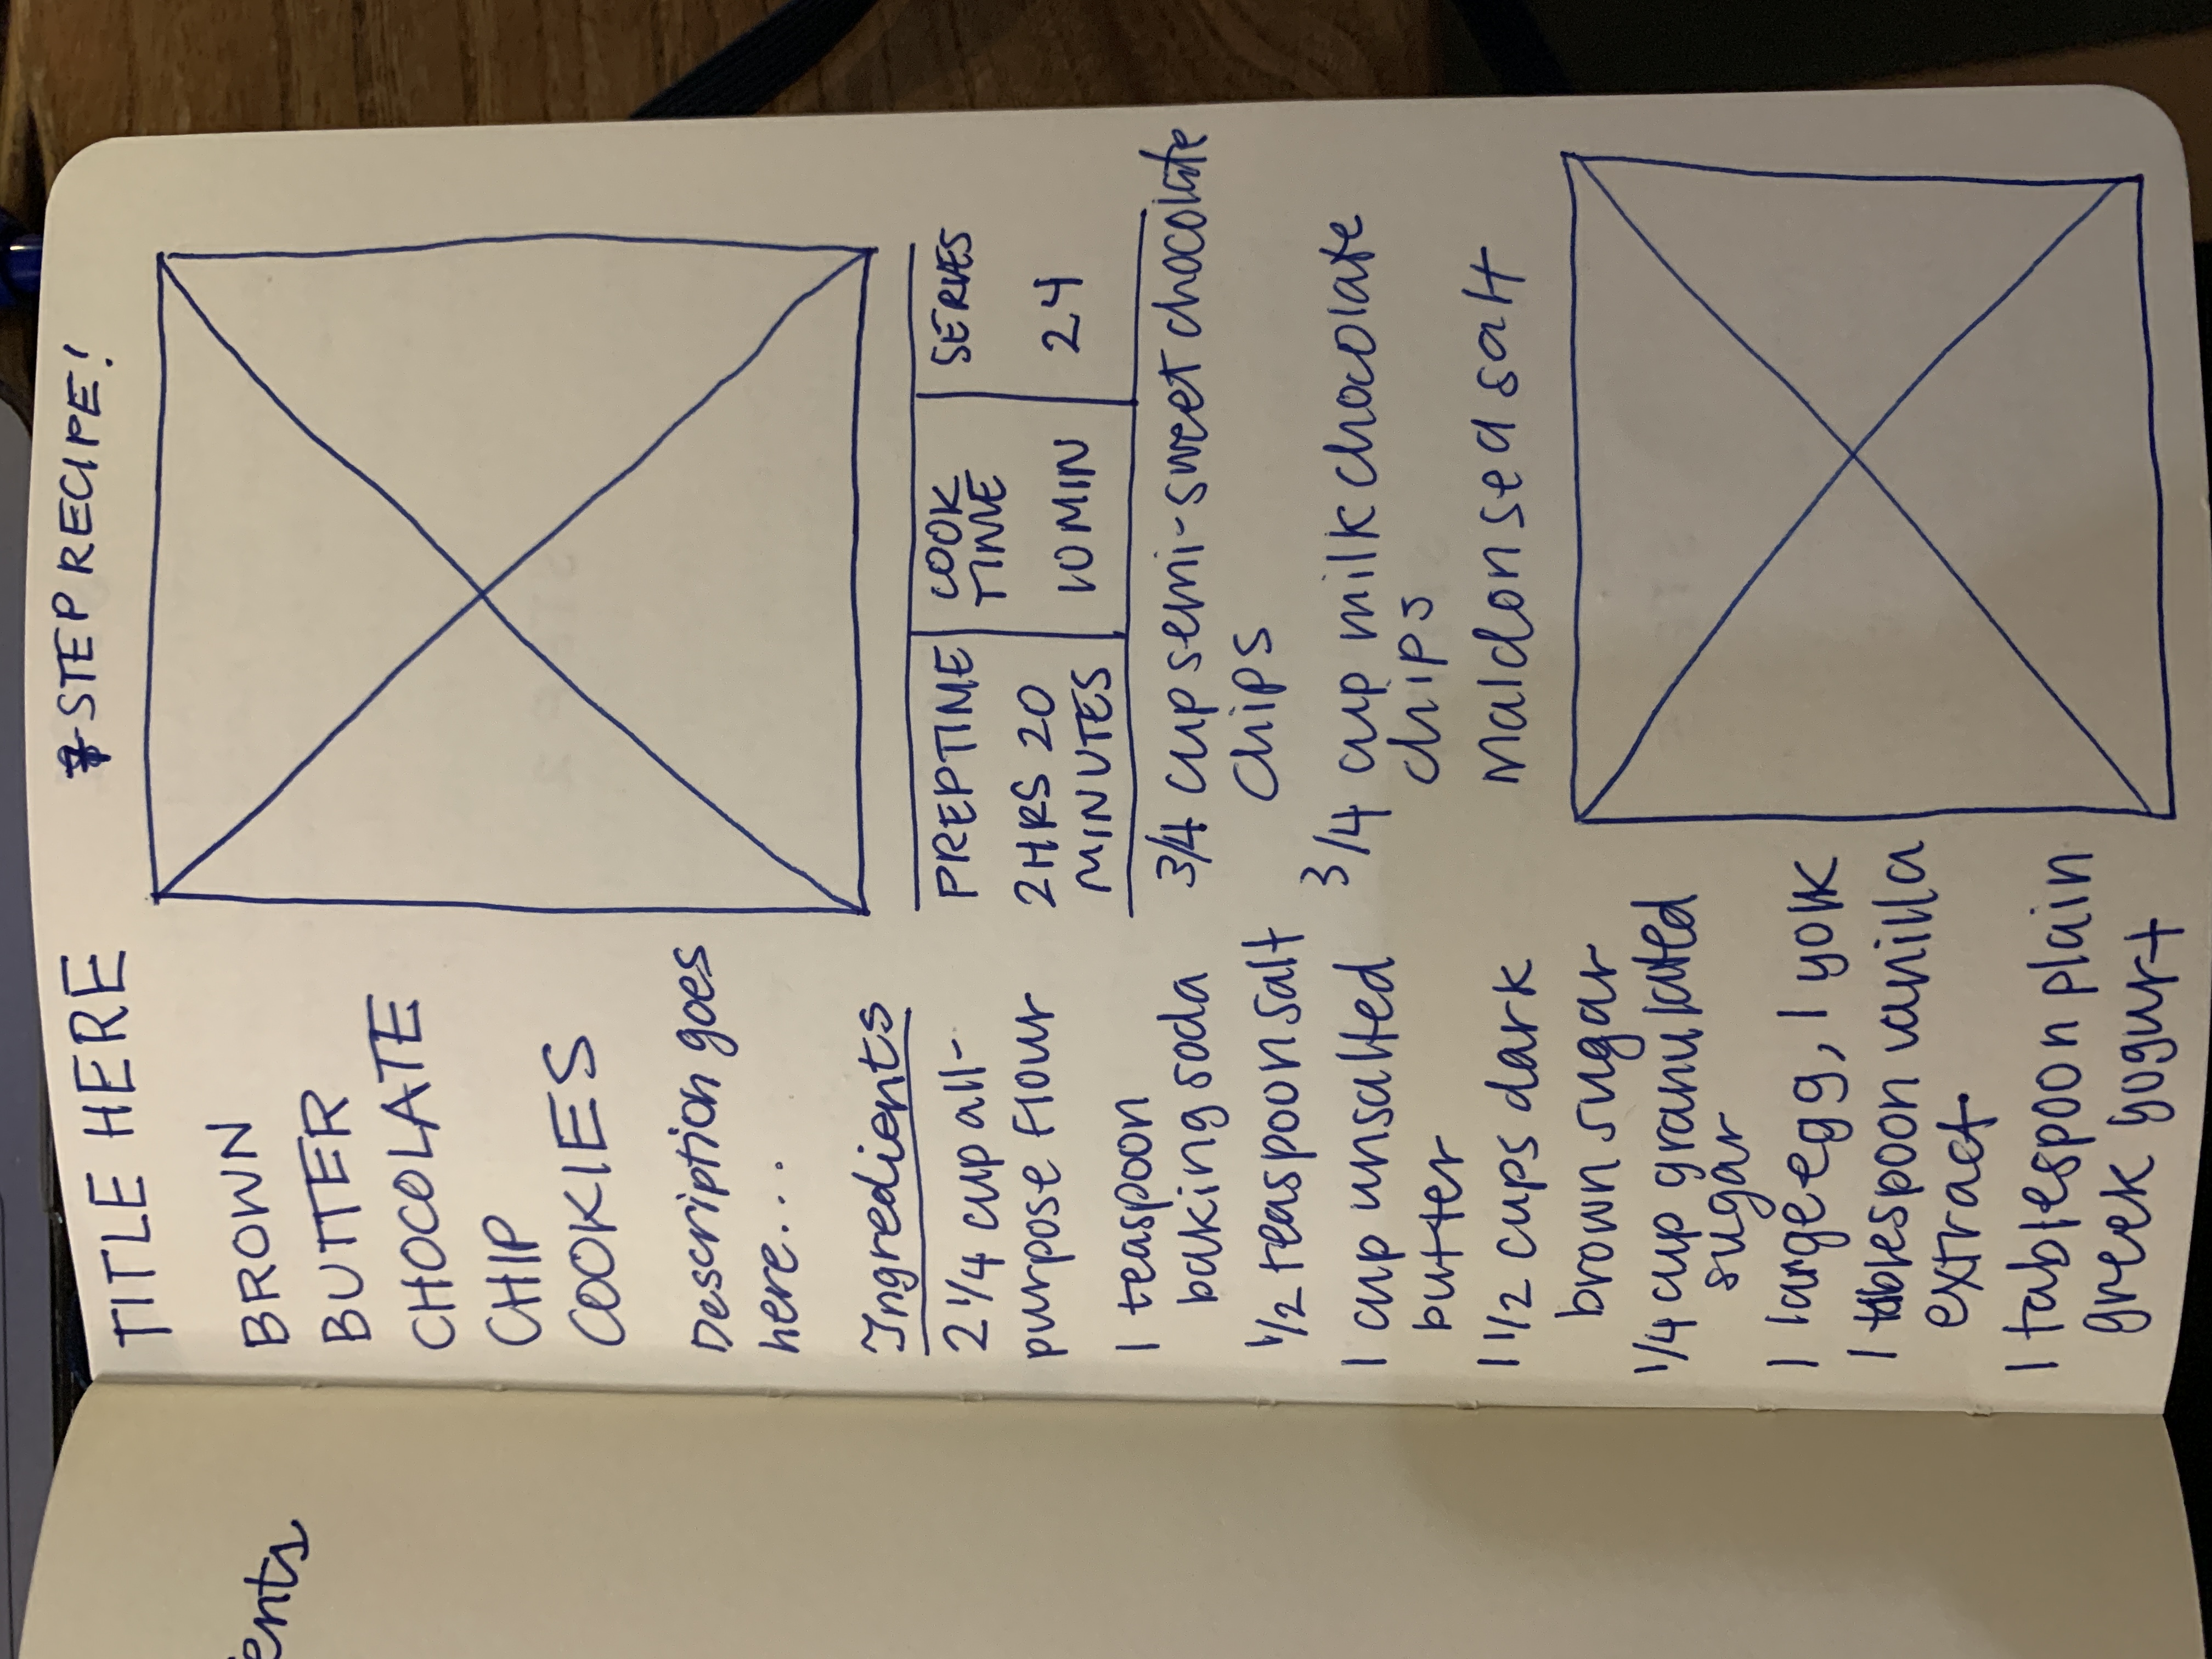 ents
TITLE HERE
STEP RECIPE!
BROWN
BUTTER
CHOCOLATE
CHIP
COOKIES
Description goes
here...
Ingredients
2 1/4 cup all-
purpose flour
1 teaspoon
baking soda
1/2 teaspoon salt
1 cup unsalted
butter
1 1/2 cups dark
brown sugar
1/4 cup granulated
sugar
1 large egg, 1 yolk
1 tablespoon vanilla
extract
1 tablespoon plain
greek yogurt
PREPTIME
2 HRS 20
MINUTES
COOK
TIME
10 MIN
SERVES
24
3/4 cup semi-sweet chocolate
chips
3/4 cup milk chocolate
chips
Maldon sea salt